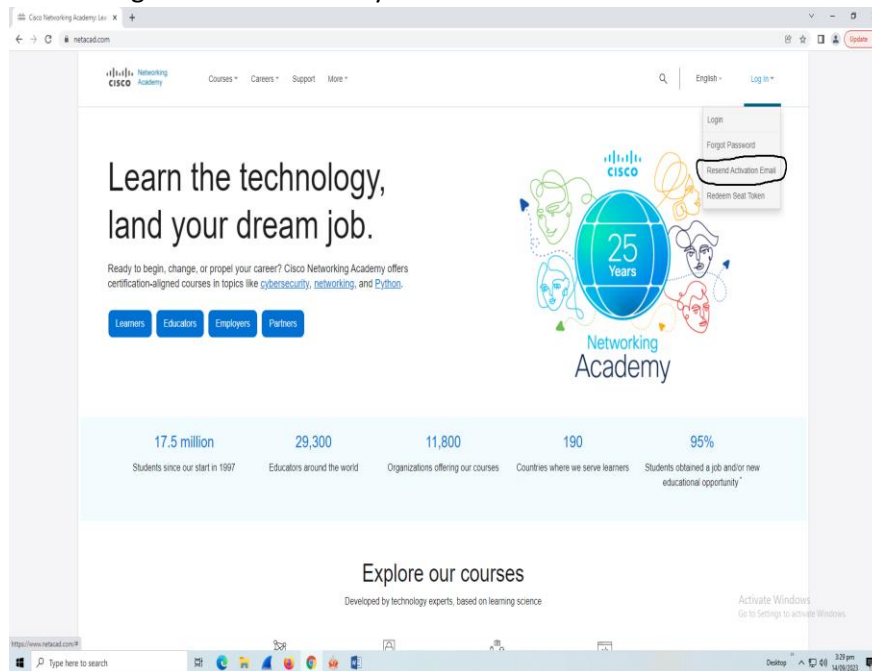 Cisco Networking Academy: Lea
netacad.com
Update
CISCO
Networking
Academy
Courses
Careers
Support
More
English
Log In
Login
Forgot Password
Resend Activation Email
Redeem Seat Token
Learn the technology,
land your dream job.
Ready to begin, change, or propel your career? Cisco Networking Academy offers
certification-aligned courses in topics like cybersecurity, networking, and Python.
Learners
Educators
Employers
Partners
CISCO
25
Years
Networking
Academy
17.5 million
Students since our start in 1997
29,300
Educators around the world
11,800
Organizations offering our courses
190
Countries where we serve learners
95%
Students obtained a job and/or new
educational opportunity*
Explore our courses
Developed by technology experts, based on learning science
Activate Windows
Go to Settings to activate Windows.
https://www.netacad.com/#
Type here to search
Desktop
3:29 pm
14/09/2023